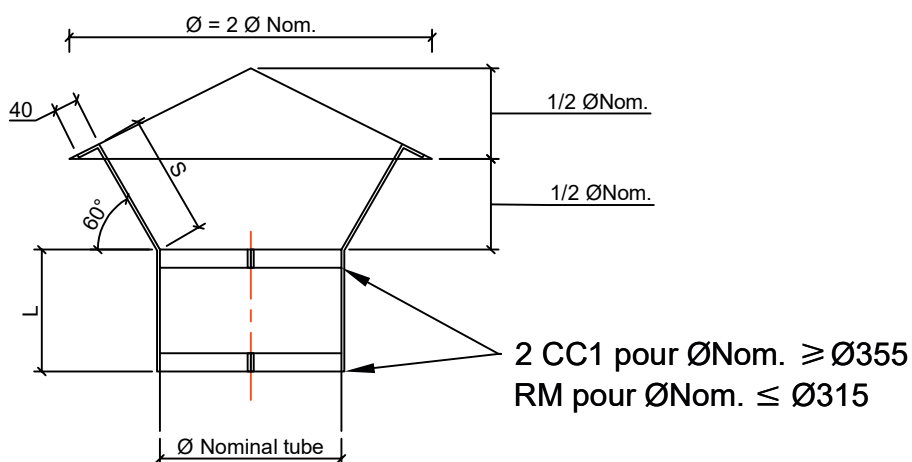 Ø = 2 Ø Nom.
40
1/2 ØNom.
S
1/2 ØNom.
60°
L
2 CC1 pour ØNom. ≥ Ø355
RM pour ØNom. ≤ Ø315
Ø Nominal tube